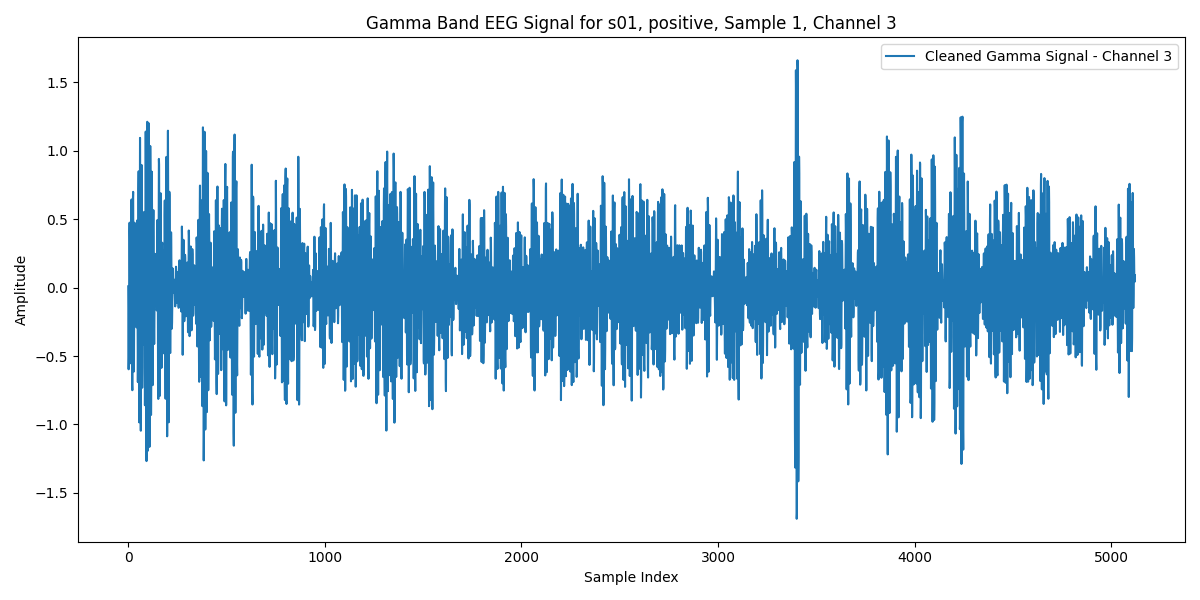 Gamma Band EEG Signal for s01, positive, Sample 1, Channel 3
Cleaned Gamma Signal - Channel 3
1.5
1.0
0.5
0.0
−0.5
−1.0
−1.5
Amplitude
0 1000 2000 3000 4000 5000
Sample Index